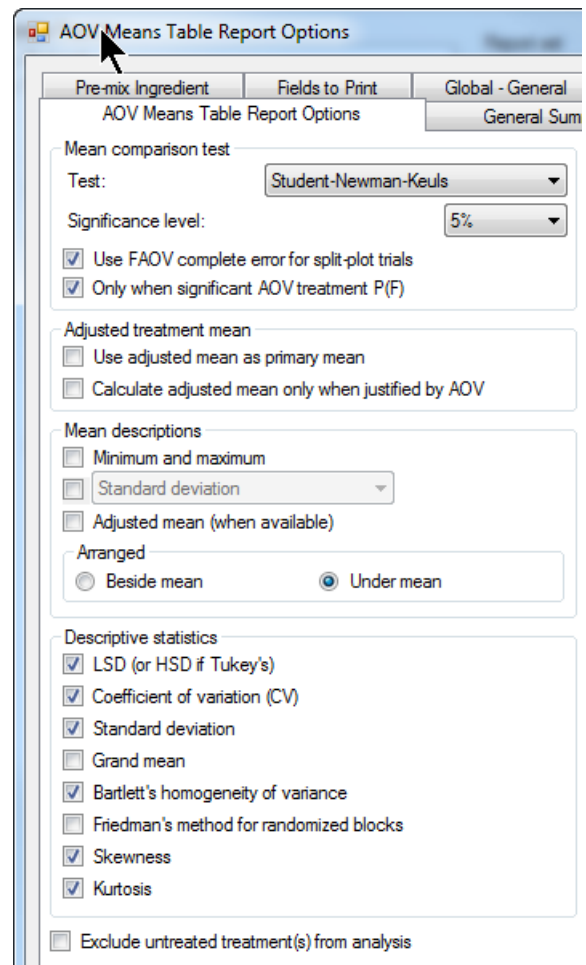 AOV Means Table Report Options
Pre-mix Ingredient Fields to Print Global - General
AOV Means Table Report Options General Sum
Mean comparison test
Test: Student-Newman-Keuls
Significance level: 5%
Use FAOV complete error for split-plot trials
Only when significant AOV treatment P(F)
Adjusted treatment mean
Use adjusted mean as primary mean
Calculate adjusted mean only when justified by AOV
Mean descriptions
Minimum and maximum
Standard deviation
Adjusted mean (when available)
Arranged
Beside mean Under mean
Descriptive statistics
LSD (or HSD if Tukey's)
Coefficient of variation (CV)
Standard deviation
Grand mean
Bartlett's homogeneity of variance
Friedman's method for randomized blocks
Skewness
Kurtosis
Exclude untreated treatment(s) from analysis